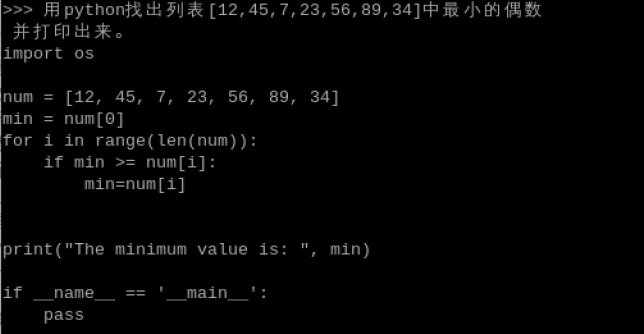 >>> 用python找出列表[12,45,7,23,56,89,34]中最小的偶数
并打印出来。
import os
num = [12, 45, 7, 23, 56, 89, 34]
min = num[0]
for i in range(len(num)):
    if min >= num[i]:
        min=num[i]
print("The minimum value is: ", min)
if __name__ == '__main__':
    pass